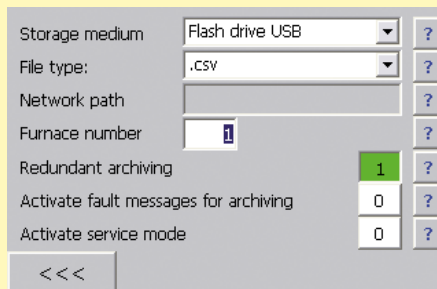 Storage medium Flash drive USB ?
File type: .csv ?
Network path ?
Furnace number 1 ?
Redundant archiving 1 ?
Activate fault messages for archiving 0 ?
Activate service mode 0 ?
<<<